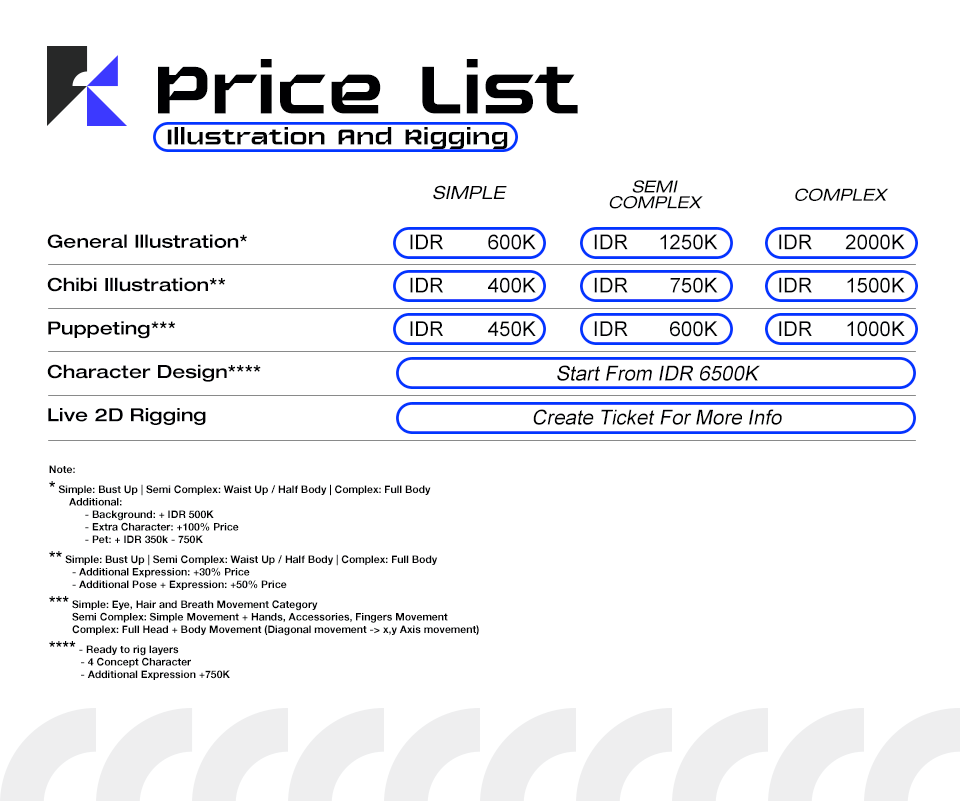 Price List
Illustration And Rigging
SIMPLE
SEMI
COMPLEX
COMPLEX
General Illustration* IDR 600K IDR 1250K IDR 2000K
Chibi Illustration** IDR 400K IDR 750K IDR 1500K
Puppeting*** IDR 450K IDR 600K IDR 1000K
Character Design**** Start From IDR 6500K
Live 2D Rigging Create Ticket For More Info
Note:
* Simple: Bust Up | Semi Complex: Waist Up / Half Body | Complex: Full Body
Additional:
- Background: + IDR 500K
- Extra Character: +100% Price
- Pet: + IDR 350k - 750K
** Simple: Bust Up | Semi Complex: Waist Up / Half Body | Complex: Full Body
- Additional Expression: +30% Price
- Additional Pose + Expression: +50% Price
*** Simple: Eye, Hair and Breath Movement Category
Semi Complex: Simple Movement + Hands, Accessories, Fingers Movement
Complex: Full Head + Body Movement (Diagonal movement -> x,y Axis movement)
**** - Ready to rig layers
- 4 Concept Character
- Additional Expression +750K